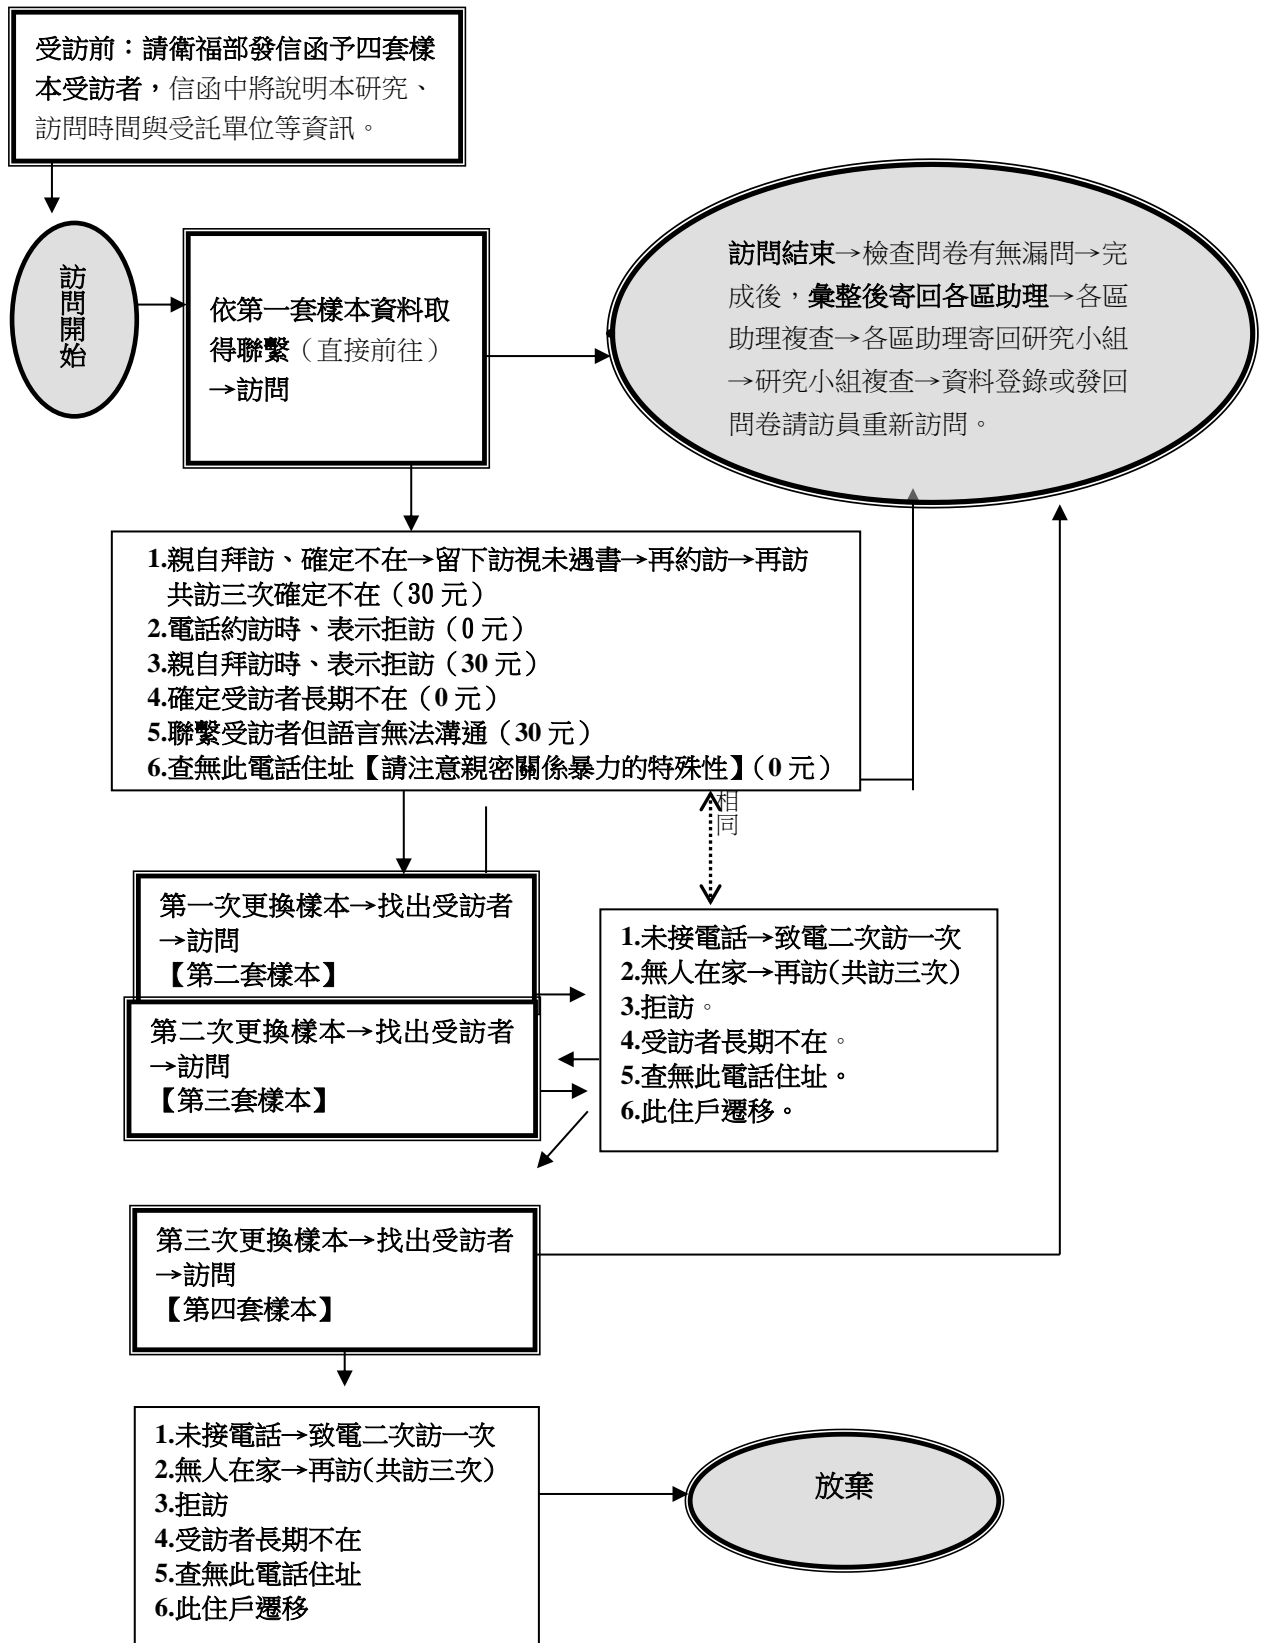 受訪前：請衛福部發信函予四套樣
本受訪者，信函中將說明本研究、
訪問時間與受託單位等資訊。
訪問開始
依第一套樣本資料取
得聯繫（直接前往）
→訪問
訪問結束→檢查問卷有無漏問→完
成後，彙整後寄回各區助理→各區
助理複查→各區助理寄回研究小組
→研究小組複查→資料登錄或發回
問卷請訪員重新訪問。
1.親自拜訪、確定不在→留下訪視未遇書→再約訪→再訪
共訪三次確定不在（30 元）
2.電話約訪時、表示拒訪（0 元）
3.親自拜訪時、表示拒訪（30 元）
4.確定受訪者長期不在（0 元）
5.聯繫受訪者但語言無法溝通（30 元）
6.查無此電話住址【請注意親密關係暴力的特殊性】（0 元）
相同
第一次更換樣本→找出受訪者
→訪問
【第二套樣本】
第二次更換樣本→找出受訪者
→訪問
【第三套樣本】
1.未接電話→致電二次訪一次
2.無人在家→再訪(共訪三次)
3.拒訪。
4.受訪者長期不在。
5.查無此電話住址。
6.此住戶遷移。
第三次更換樣本→找出受訪者
→訪問
【第四套樣本】
1.未接電話→致電二次訪一次
2.無人在家→再訪(共訪三次)
3.拒訪
4.受訪者長期不在
5.查無此電話住址
6.此住戶遷移
放棄